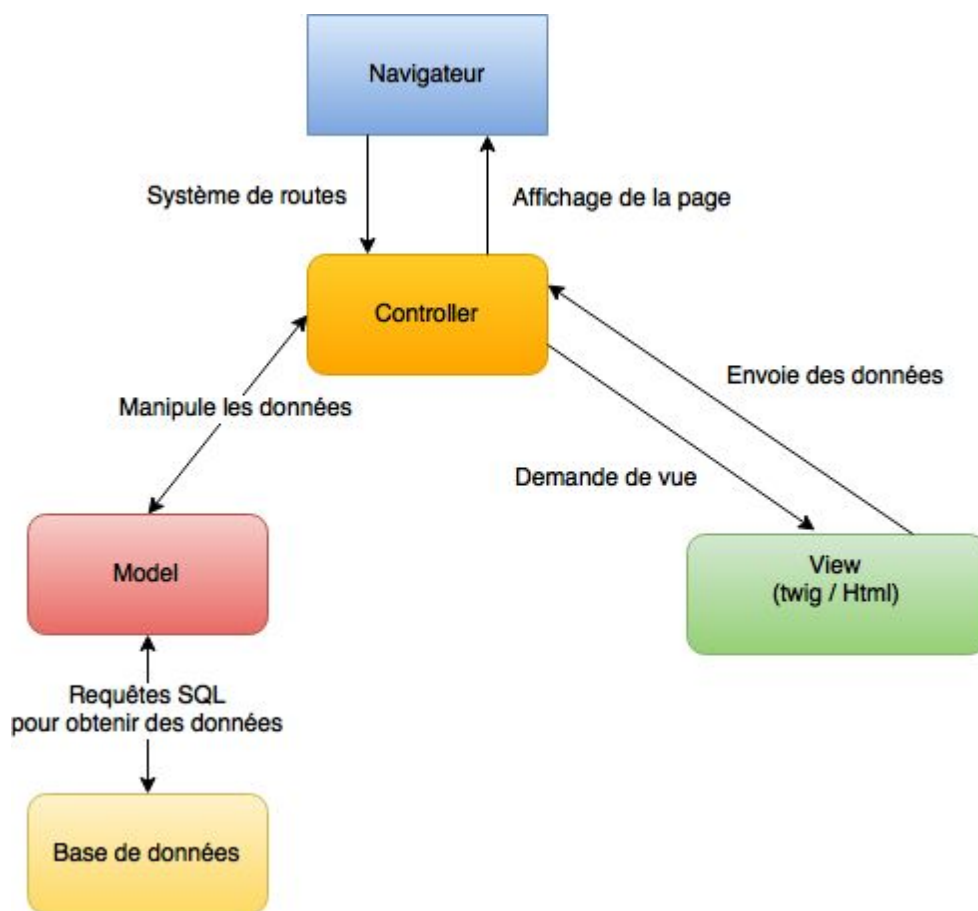 Navigateur
Système de routes
Affichage de la page
Controller
Envoie des données
Manipule les données
Demande de vue
Model
View
(twig / Html)
Requêtes SQL
pour obtenir des données
Base de données